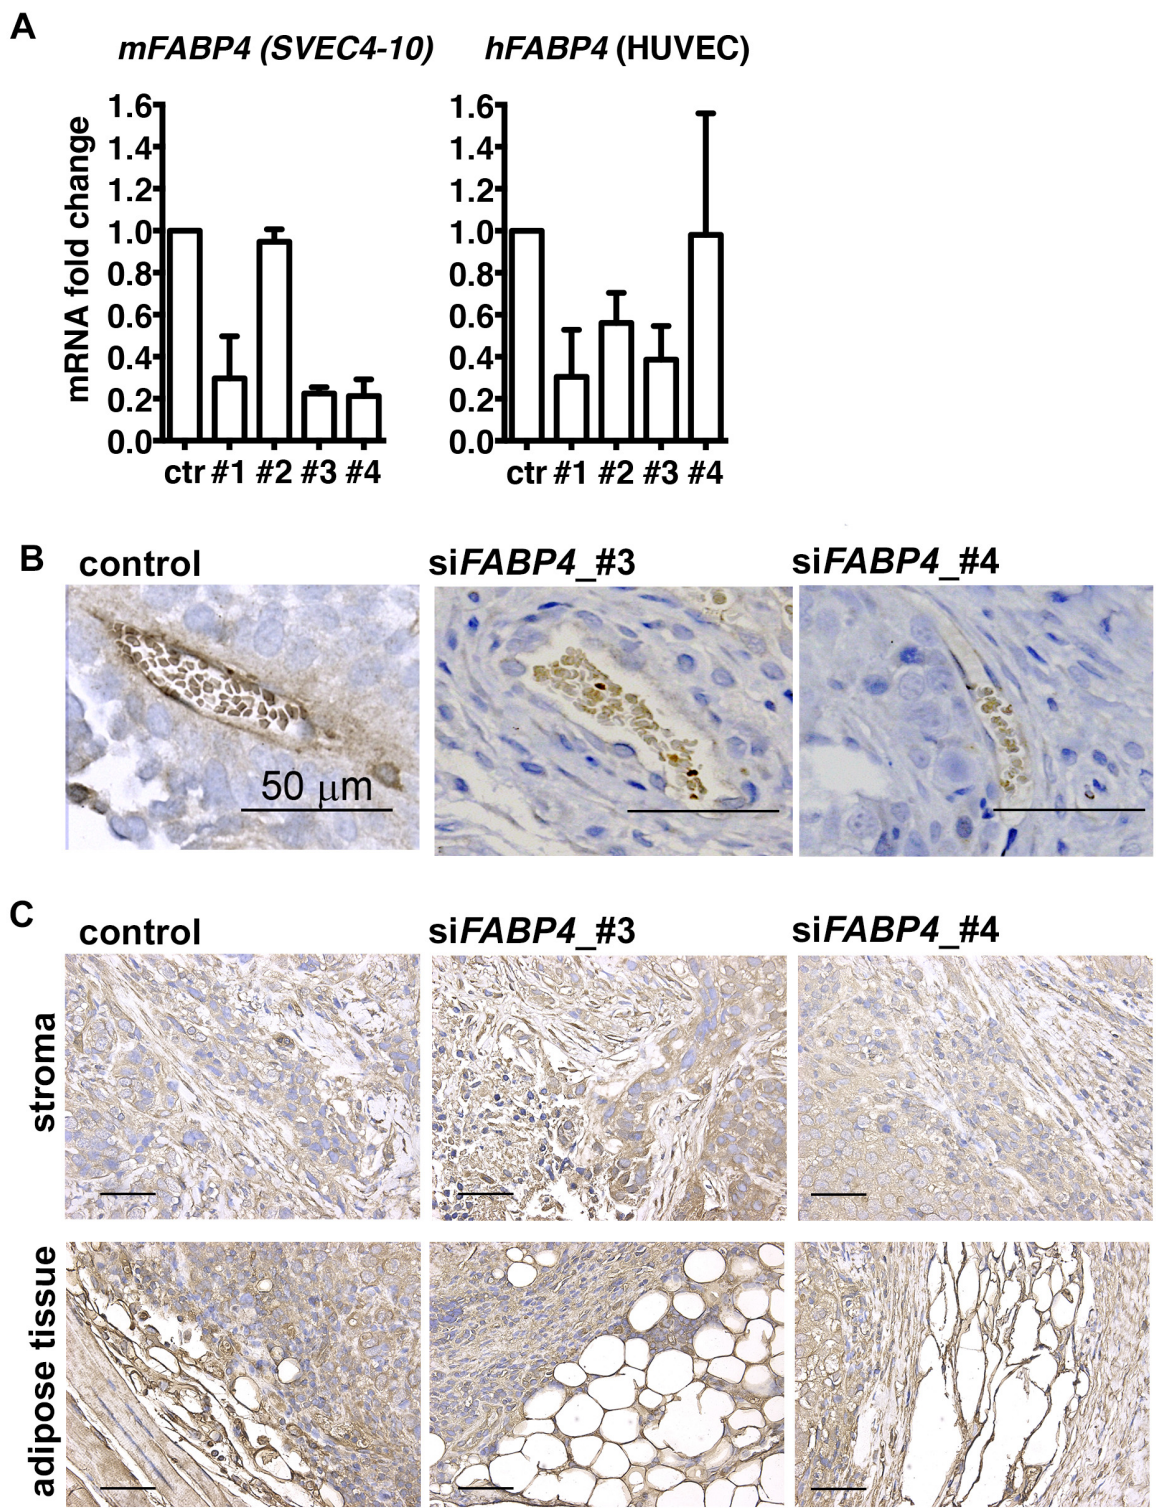 A
mFABP4 (SVEC4-10)
hFABP4 (HUVEC)
mRNA fold change
1.6
1.4
1.2
1.0
0.8
0.6
0.4
0.2
0.0
ctr #1 #2 #3 #4
1.6
1.4
1.2
1.0
0.8
0.6
0.4
0.2
0.0
ctr #1 #2 #3 #4
B
control
siFABP4_#3
siFABP4_#4
50 μm
C
control
siFABP4_#3
siFABP4_#4
stroma
adipose tissue